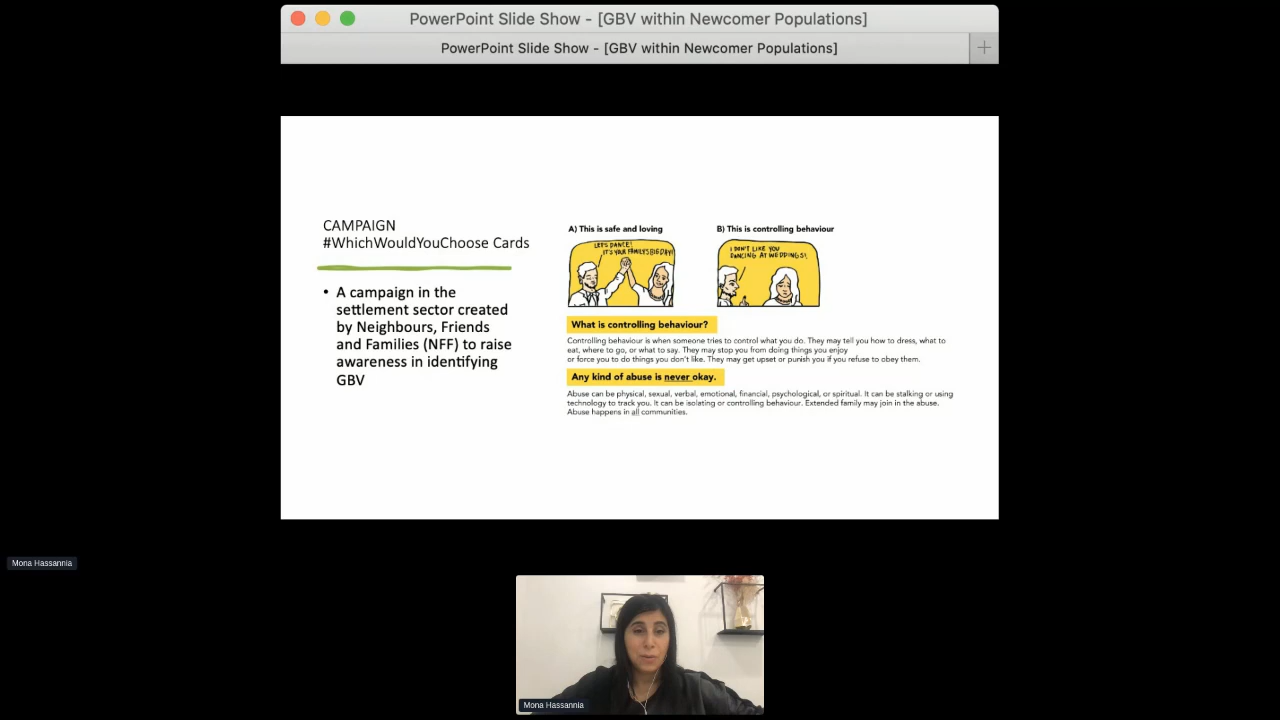 PowerPoint Slide Show - [GBV within Newcomer Populations]
PowerPoint Slide Show - [GBV within Newcomer Populations]
CAMPAIGN
#WhichWouldYouChoose Cards
• A campaign in the
settlement sector created
by Neighbours, Friends
and Families (NFF) to raise
awareness in identifying
GBV
A) This is safe and loving
LET'S DANCE!
IT'S YOUR FAMILY'S BIG DAY!
B) This is controlling behaviour
I DON'T LIKE YOU
DANCING AT WEDDINGS!
What is controlling behaviour?
Controlling behaviour is when someone tries to control what you do. They may tell you how to dress, what to
eat, where to go, or what to say. They may stop you from doing things you enjoy
or force you to do things you don't like. They may get upset or punish you if you refuse to obey them.
Any kind of abuse is never okay.
Abuse can be physical, sexual, verbal, emotional, financial, psychological, or spiritual. It can be stalking or using
technology to track you. It can be isolating or controlling behaviour. Extended family may join in the abuse.
Abuse happens in all communities.
Mona Hassannia
Mona Hassannia